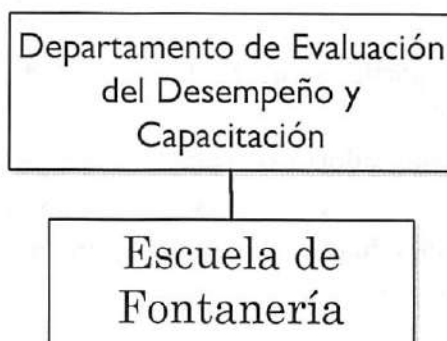 Departamento de Evaluación
del Desempeño y
Capacitación
Escuela de
Fontanería